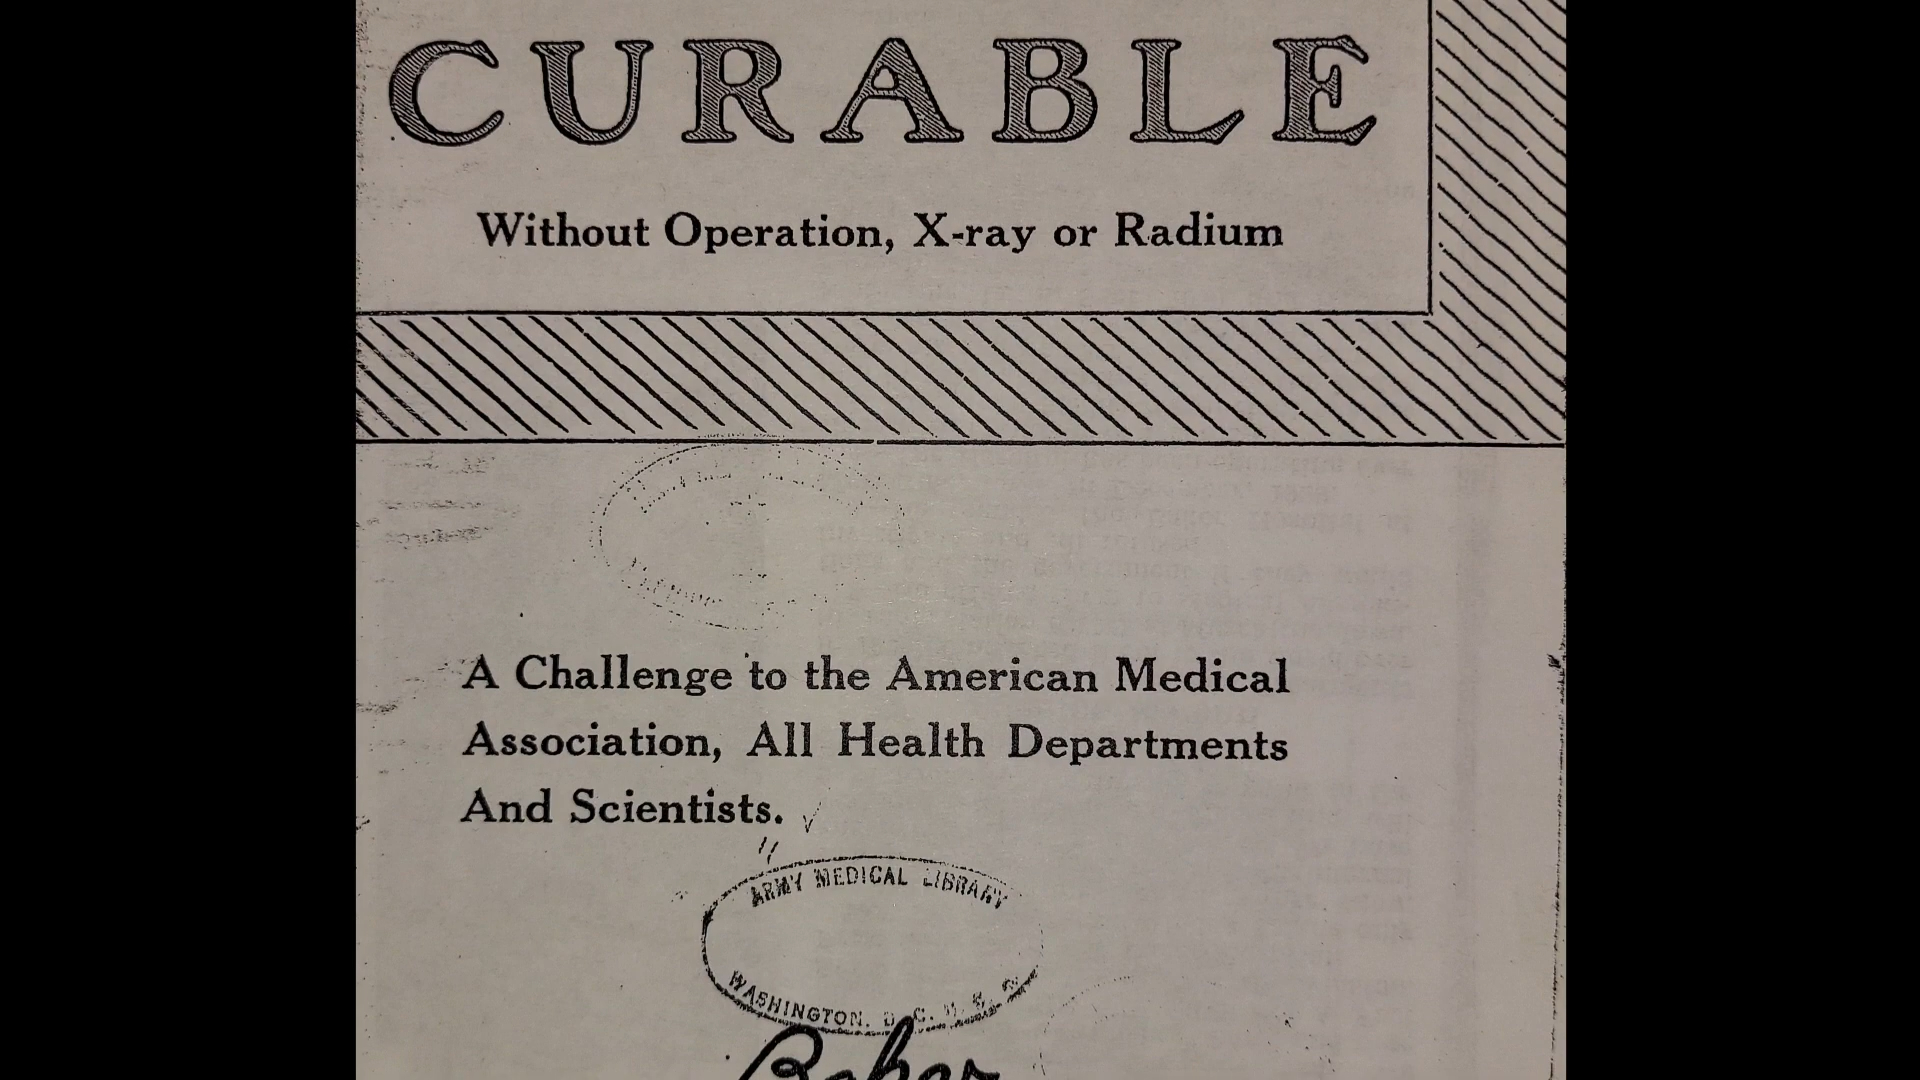 CURABLE
Without Operation, X-ray or Radium
A Challenge to the American Medical
Association, All Health Departments
And Scientists.
ARMY MEDICAL LIBRARY
WASHINGTON, D. C.
Baker